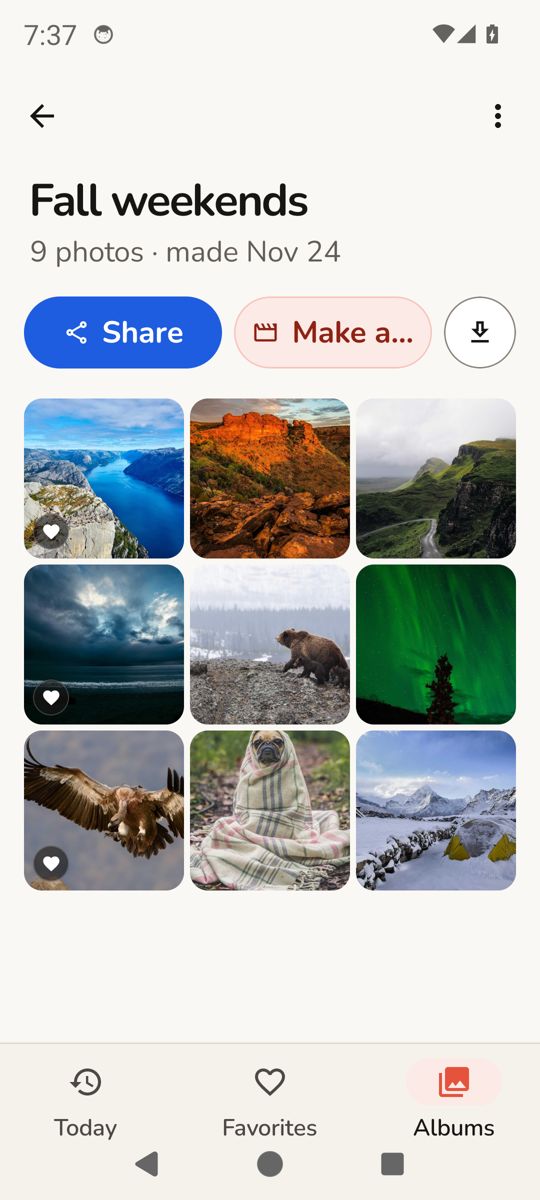 7:37
Fall weekends
9 photos · made Nov 24
Share
Make a...
Today
Favorites
Albums